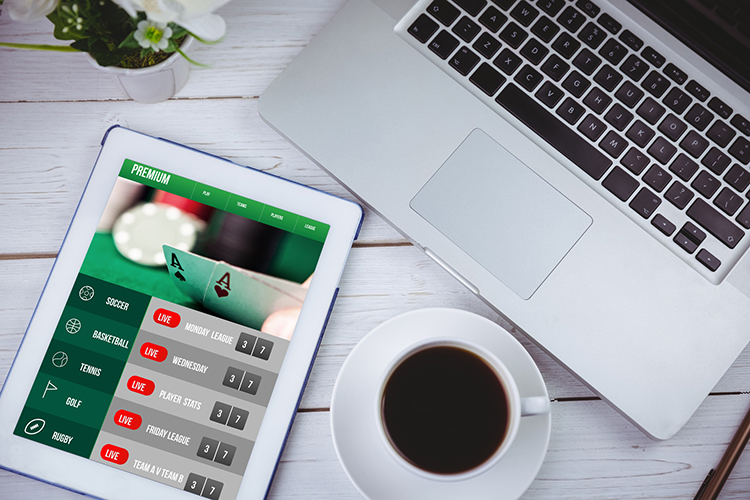 PREMIUM
PLAY TEAMS PLAYERS LEAGUE
A A
SOCCER
BASKETBALL
TENNIS
GOLF
RUGBY
LIVE MONDAY LEAGUE 3 7
LIVE WEDNESDAY 3 7
LIVE PLAYER STATS 3 7
LIVE FRIDAY LEAGUE 3 7
LIVE TEAM A V TEAM B 3 7